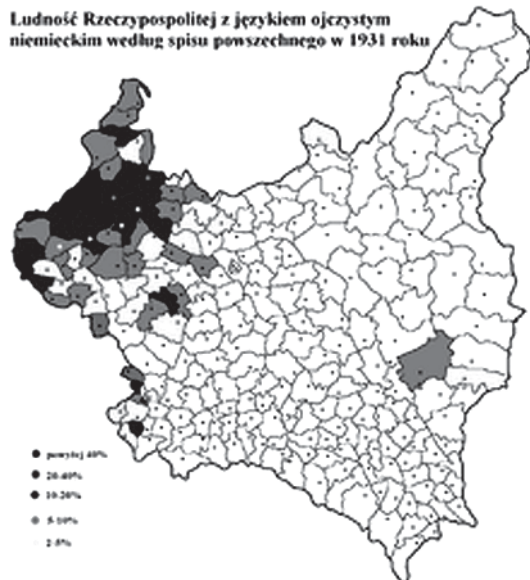 Ludność Rzeczypospolitej z językiem ojczystym
niemieckim według spisu powszechnego w 1931 roku
powyżej 40%
20-40%
10-20%
5-10%
2-5%